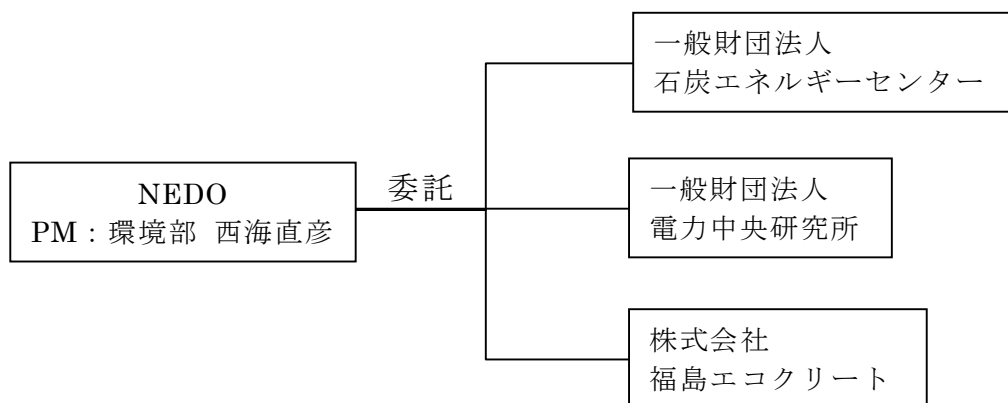 一般財団法人
石炭エネルギーセンター
NEDO
PM：環境部 西海直彦
委託
一般財団法人
電力中央研究所
株式会社
福島エコクリート